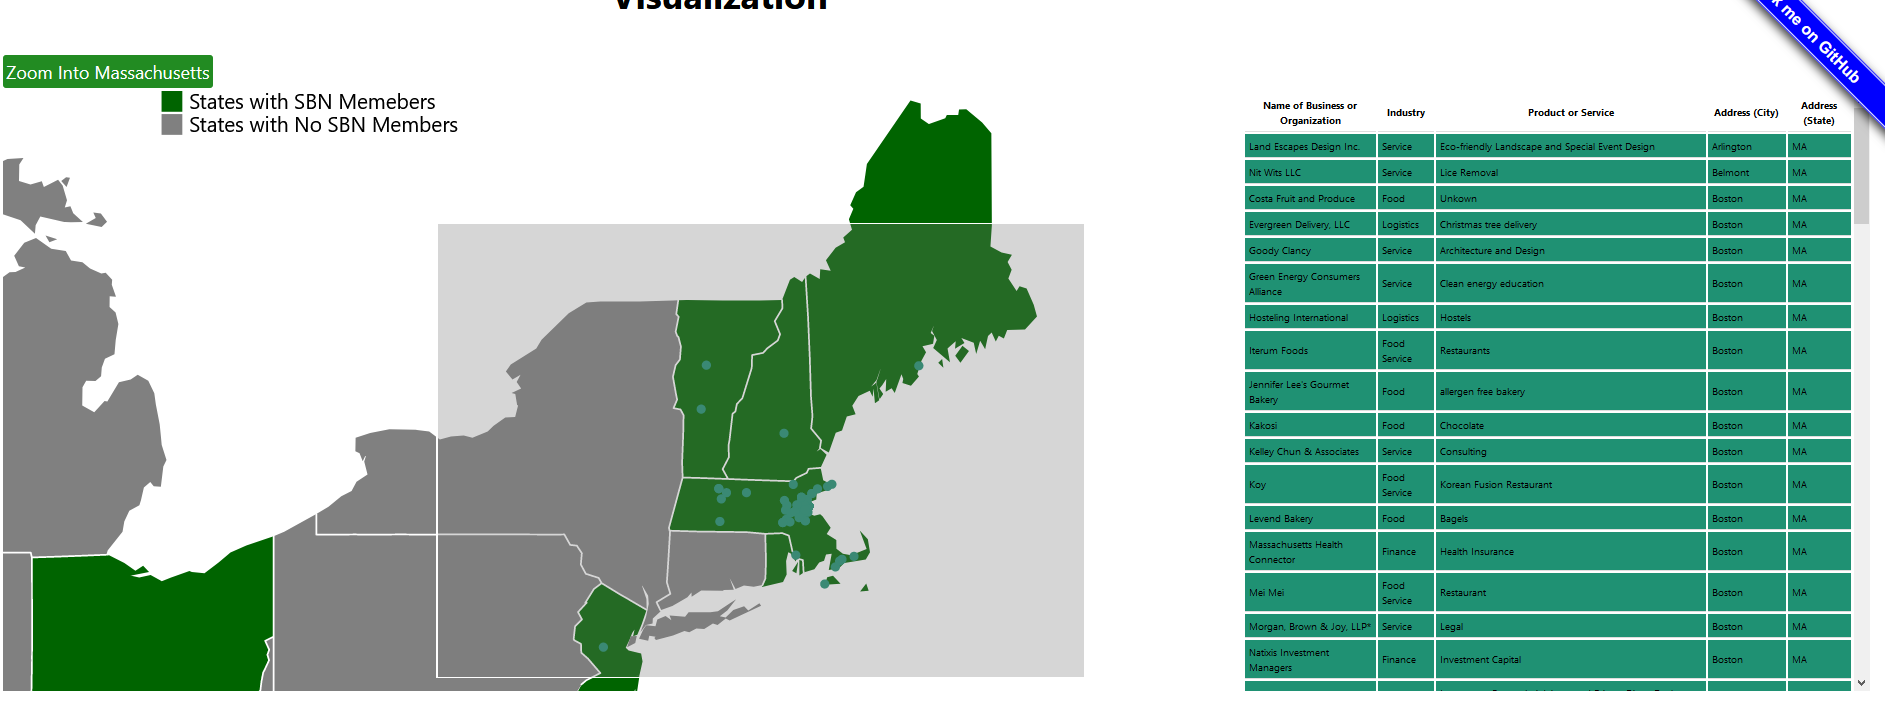 Visualization
me on GitHub
Zoom Into Massachusetts
States with SBN Memebers
States with No SBN Members
Name of Business or Organization Industry Product or Service Address (City) Address (State)
Land Escapes Design Inc. Service Eco-friendly Landscape and Special Event Design Arlington MA
Nit Wits LLC Service Lice Removal Belmont MA
Costa Fruit and Produce Food Unkown Boston MA
Evergreen Delivery, LLC Logistics Christmas tree delivery Boston MA
Goody Clancy Service Architecture and Design Boston MA
Green Energy Consumers Alliance Service Clean energy education Boston MA
Hosteling International Logistics Hostels Boston MA
Iterum Foods Food Service Restaurants Boston MA
Jennifer Lee's Gourmet Bakery Food allergen free bakery Boston MA
Kakosi Food Chocolate Boston MA
Kelley Chun & Associates Service Consulting Boston MA
Koy Food Service Korean Fusion Restaurant Boston MA
Levend Bakery Food Bagels Boston MA
Massachusetts Health Connector Finance Health Insurance Boston MA
Mei Mei Food Service Restaurant Boston MA
Morgan, Brown & Joy, LLP* Service Legal Boston MA
Natixis Investment Managers Finance Investment Capital Boston MA